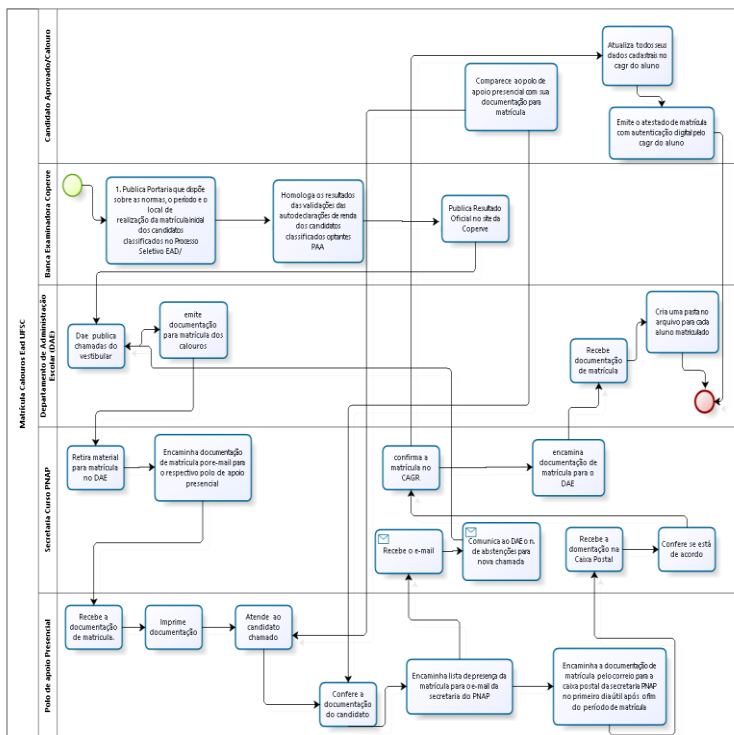 Matrícula Calouros Ead UFSC
Candidato Aprovado/Calouro
Atualiza todos seus
dados cadastrais no
cagr do aluno
Comparece ao polo de
apoio presencial com sua
documentação para
matrícula
Emite o atestado de matrícula
com autenticação digital pelo
cagr do aluno
Banca Examinadora Coperve
1. Publica Portaria que dispõe
sobre as normas, o período e o
local de
realização da matrícula inicial
dos candidatos
classificados no Processo
Seletivo EAD/
Homologa os resultados
das validações das
autodeclarações de renda
dos candidatos
classificados optantes
PAA
Publica Resultado
Oficial no site da
Coperve
Departamento de Administração
Escolar (DAE)
Dae publica
chamadas do
vestibular
emite
documentação
para matrícula dos
calouros
Recebe
documentação
de matrícula
Cria uma pasta no
arquivo para cada
aluno matriculado
Secretaria Curso PNAP
Retira material
para matrícula
no DAE
Encaminha documentação
de matrícula por e-mail para
o respectivo polo de apoio
presencial
confirma a
matrícula no
CAGR
encamina
documentação de
matrícula para o
DAE
Recebe o e-mail
Comunica ao DAE o n.
de abstenções para
nova chamada
Recebe a
domentação na
Caixa Postal
Confere se está
de acordo
Polo de apoio Presencial
Recebe a
documentação
de matricula.
Imprime
documentação
Atende ao
candidato
chamado
Confere a
documentação
do candidato
Encaminha lista de presença da
matrícula para o e-mail da
secretaria do PNAP
Encaminha a documentação de
matrícula pelo correio para a
caixa postal da secretaria PNAP
no primeiro dia útil após o fim
do período de matrícula